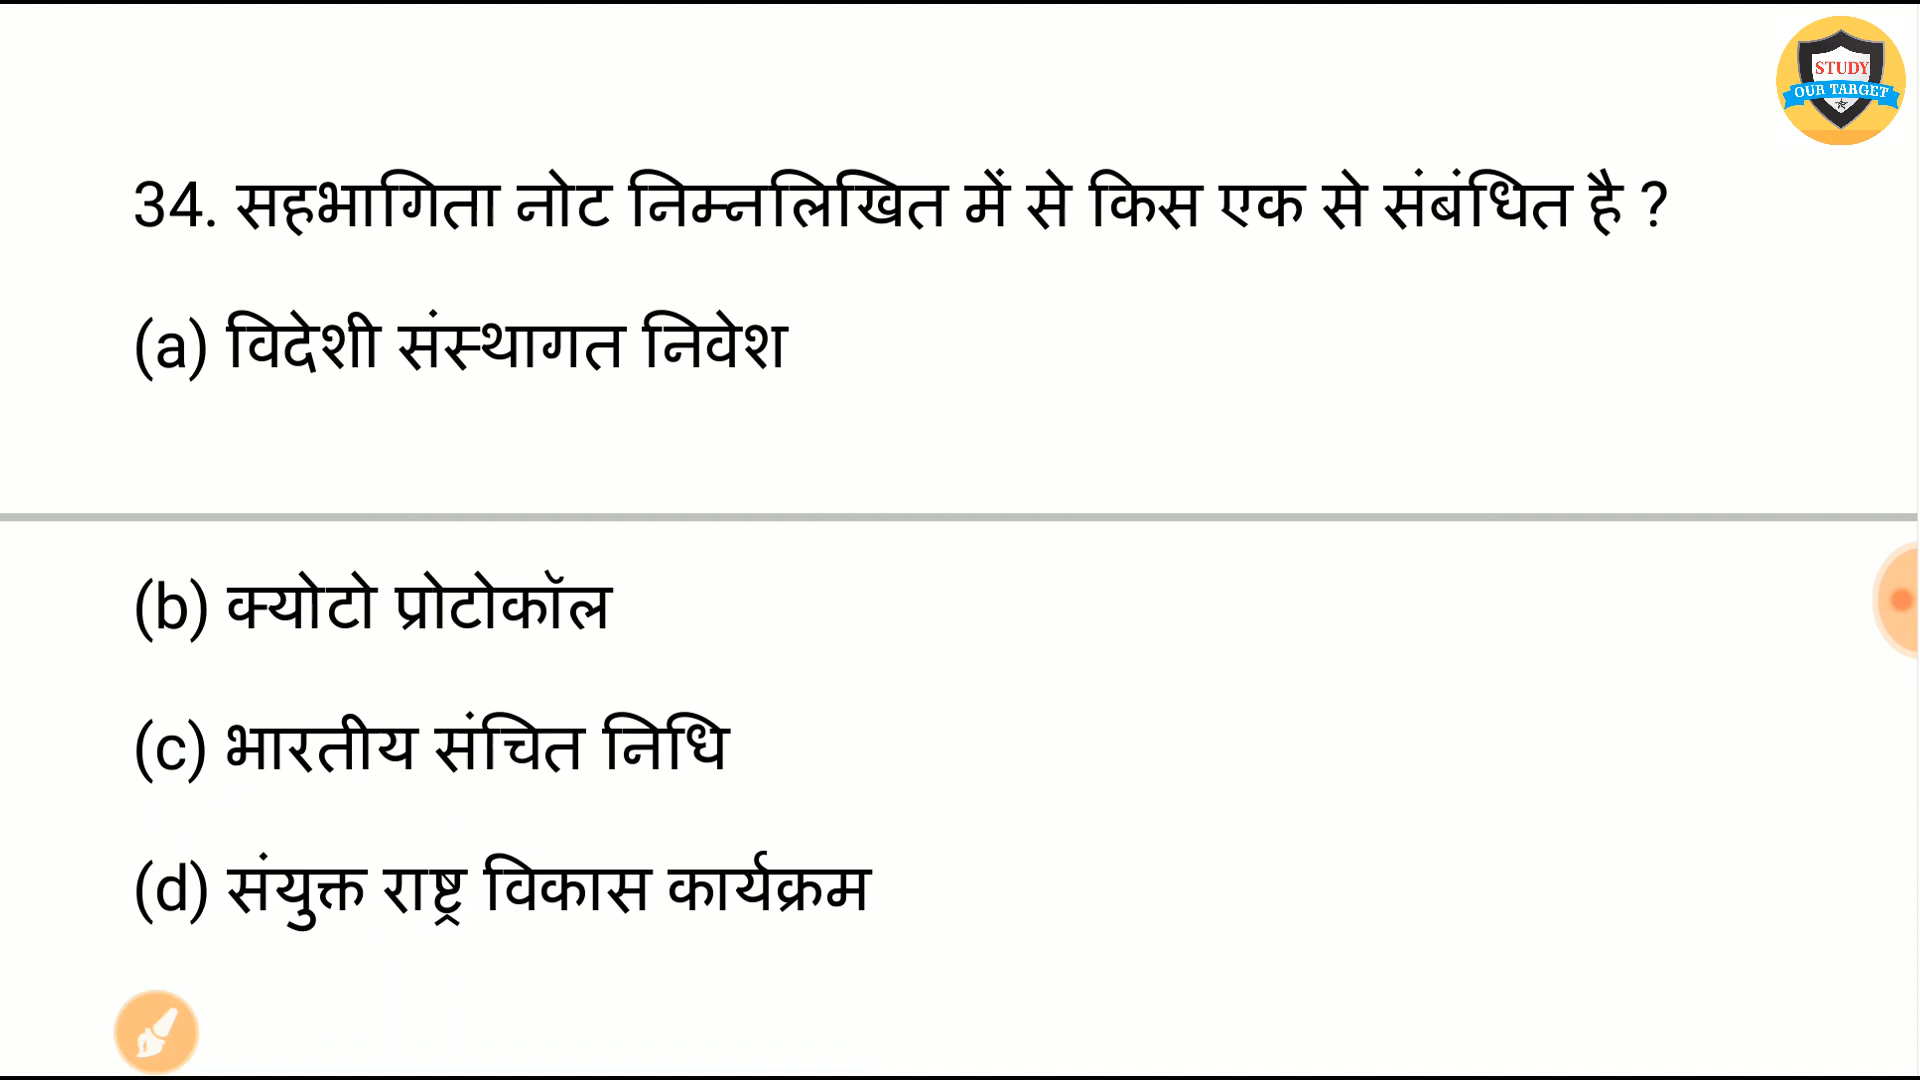 STUDY
OUR TARGET
34. सहभागिता नोट निम्नलिखित में से किस एक से संबंधित है ?
(a) विदेशी संस्थागत निवेश
(b) क्योटो प्रोटोकॉल
(c) भारतीय संचित निधि
(d) संयुक्त राष्ट्र विकास कार्यक्रम